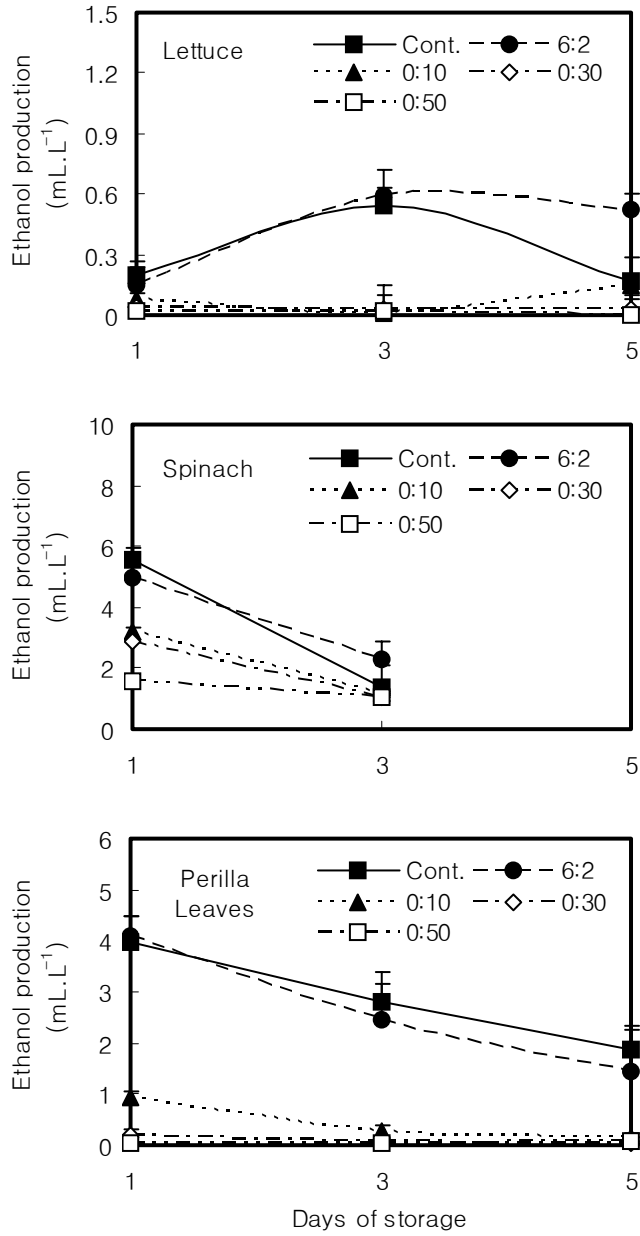 Ethanol production
(mL.L⁻¹)
1.5
1.2
0.9
0.6
0.3
0
Lettuce
Cont.
6:2
0:10
0:30
0:50
1
3
5
Ethanol production
(mL.L⁻¹)
10
8
6
4
2
0
Spinach
Cont.
6:2
0:10
0:30
0:50
1
3
5
Ethanol production
(mL.L⁻¹)
6
5
4
3
2
1
0
Perilla
Leaves
Cont.
6:2
0:10
0:30
0:50
1
3
5
Days of storage